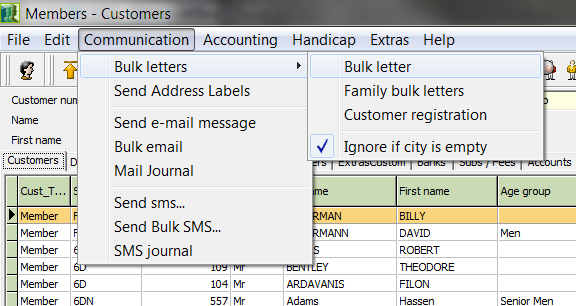 Members - Customers
File Edit Communication Accounting Handicap Extras Help
Bulk letters
Send Address Labels
Send e-mail message
Bulk email
Mail Journal
Send sms...
Send Bulk SMS...
SMS journal
Bulk letter
Family bulk letters
Customer registration
Ignore if city is empty
Customer num
Name
First name
Customers ExtrasCustom Banks Subs / Fees Accounts
Cust_T... First name Age group
Member BILLY
Member DAVID Men
Member ROBERT
Member 6D 109 Mr BENTLEY THEODORE
Member 6D 104 Mr ARDAVANIS FILON
Member 6DN 557 Mr Adams Hassen Senior Men